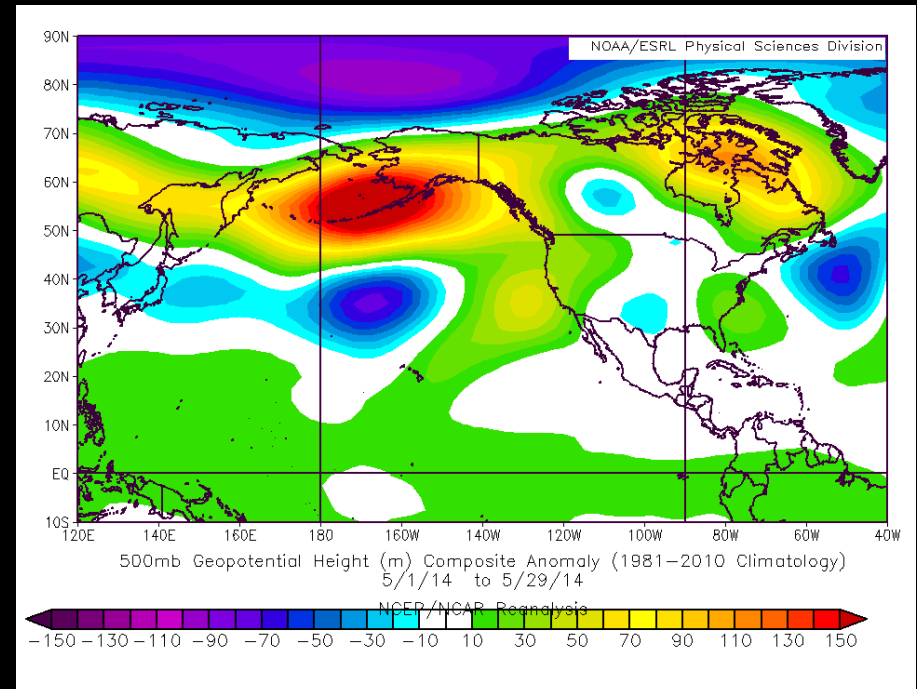 90N
NOAA/ESRL Physical Sciences Division
80N
70N
60N
50N
40N
30N
20N
10N
EQ
10S
120E 140E 160E 180 160W 140W 120W 100W 80W 60W 40W
500mb Geopotential Height (m) Composite Anomaly (1981–2010 Climatology)
5/1/14 to 5/29/14
NCEP/NCAR Reanalysis
−150 −130 −110 −90 −70 −50 −30 −10 10 30 50 70 90 110 130 150